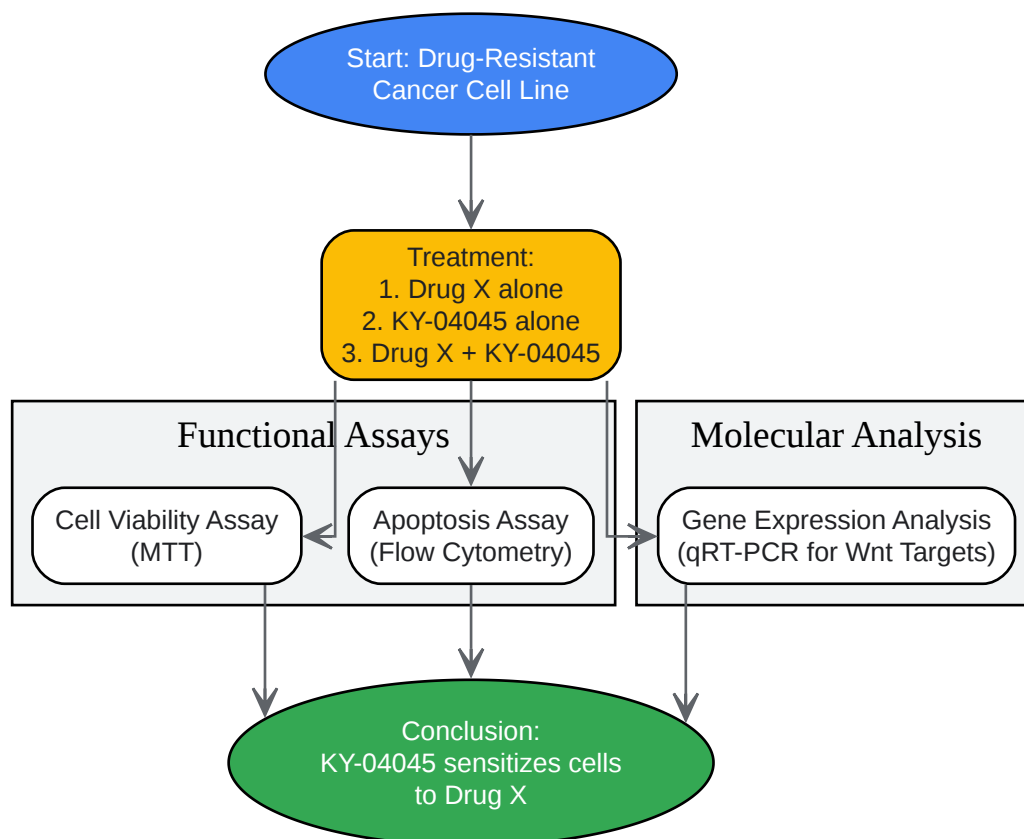 Start: Drug-Resistant
Cancer Cell Line
Treatment:
1. Drug X alone
2. KY-04045 alone
3. Drug X + KY-04045
Functional Assays
Molecular Analysis
Cell Viability Assay
(MTT)
Apoptosis Assay
(Flow Cytometry)
Gene Expression Analysis
(qRT-PCR for Wnt Targets)
Conclusion:
KY-04045 sensitizes cells
to Drug X